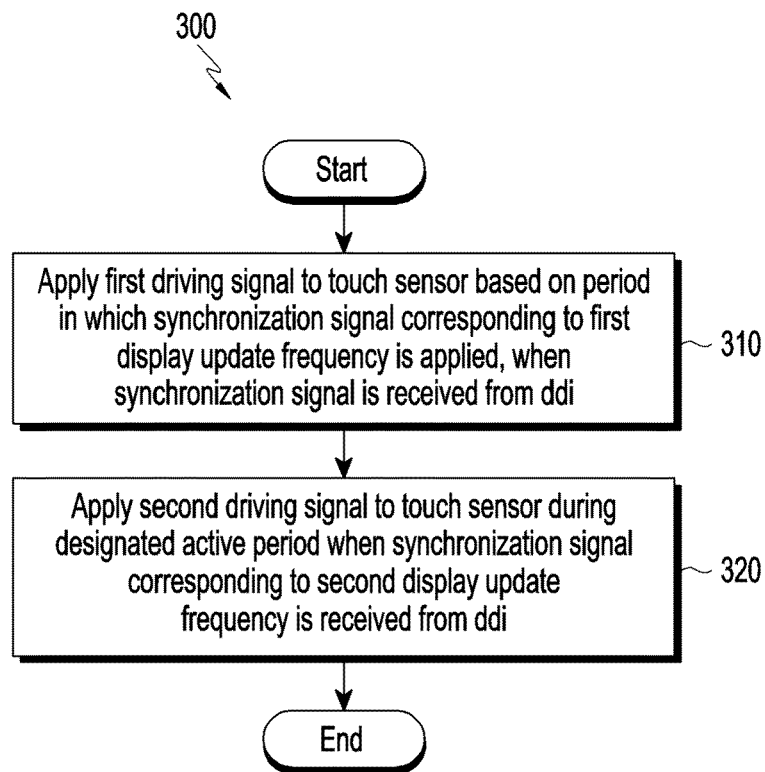 300
Start
Apply first driving signal to touch sensor based on period
in which synchronization signal corresponding to first
display update frequency is applied, when
synchronization signal is received from ddi
310
Apply second driving signal to touch sensor during
designated active period when synchronization signal
corresponding to second display update
frequency is received from ddi
320
End